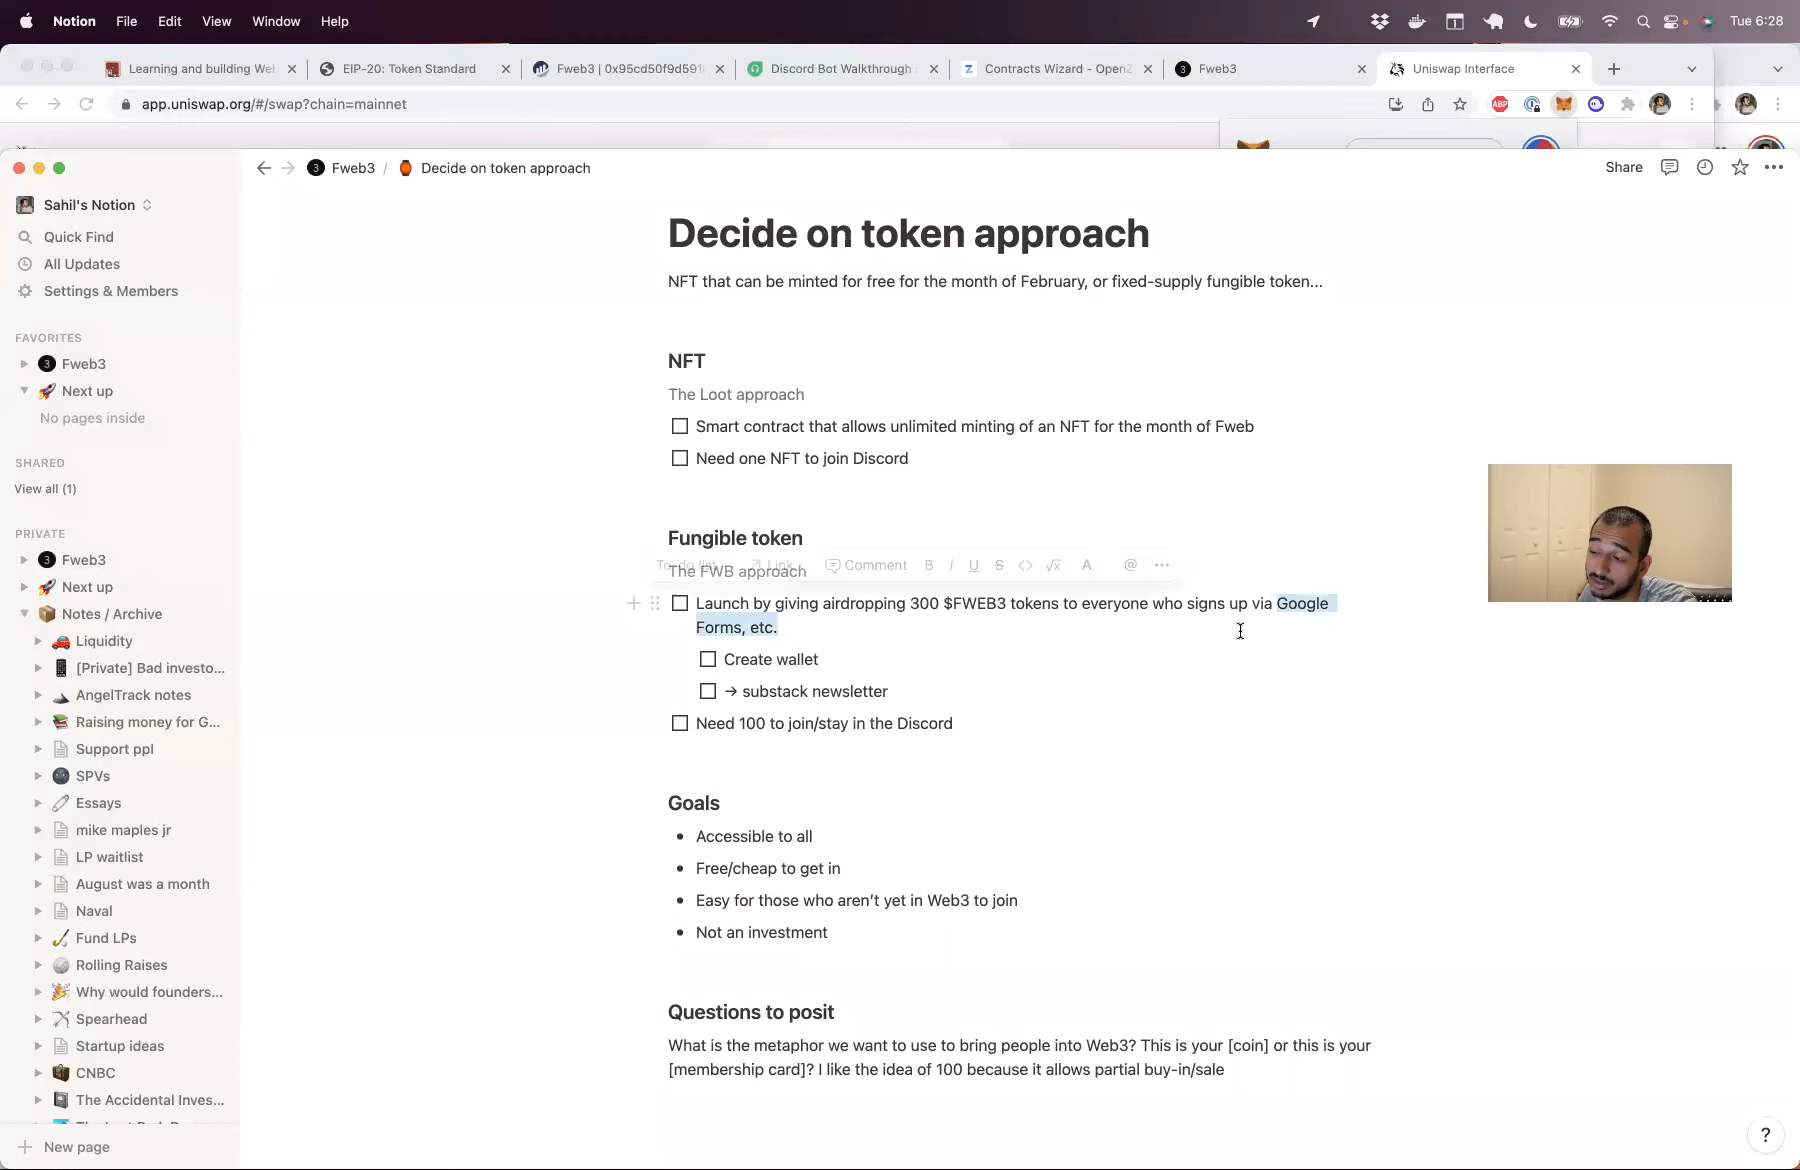 Notion File Edit View Window Help
1 Tue 6:28
Learning and building We
EIP-20: Token Standard
Fweb3 | 0x95cd50f9d591
Discord Bot Walkthrough
Contracts Wizard - OpenZ
3 Fweb3
Uniswap Interface
app.uniswap.org/#/swap?chain=mainnet
ABP
3 Fweb3 / Decide on token approach
Share
Sahil's Notion
Quick Find
All Updates
Settings & Members
FAVORITES
3 Fweb3
Next up
No pages inside
SHARED
View all (1)
PRIVATE
3 Fweb3
Next up
Notes / Archive
Liquidity
[Private] Bad investo...
AngelTrack notes
Raising money for G...
Support ppl
SPVs
Essays
mike maples jr
LP waitlist
August was a month
Naval
Fund LPs
Rolling Raises
Why would founders...
Spearhead
Startup ideas
CNBC
The Accidental Inves...
New page
Decide on token approach
NFT that can be minted for free for the month of February, or fixed-supply fungible token...
NFT
The Loot approach
Smart contract that allows unlimited minting of an NFT for the month of Fweb
Need one NFT to join Discord
Fungible token
To-do list Link Comment B i U S <> √x A @ •••
The FWB approach
Launch by giving airdropping 300 $FWEB3 tokens to everyone who signs up via Google
Forms, etc.
Create wallet
→ substack newsletter
Need 100 to join/stay in the Discord
Goals
• Accessible to all
• Free/cheap to get in
• Easy for those who aren’t yet in Web3 to join
• Not an investment
Questions to posit
What is the metaphor we want to use to bring people into Web3? This is your [coin] or this is your
[membership card]? I like the idea of 100 because it allows partial buy-in/sale
?